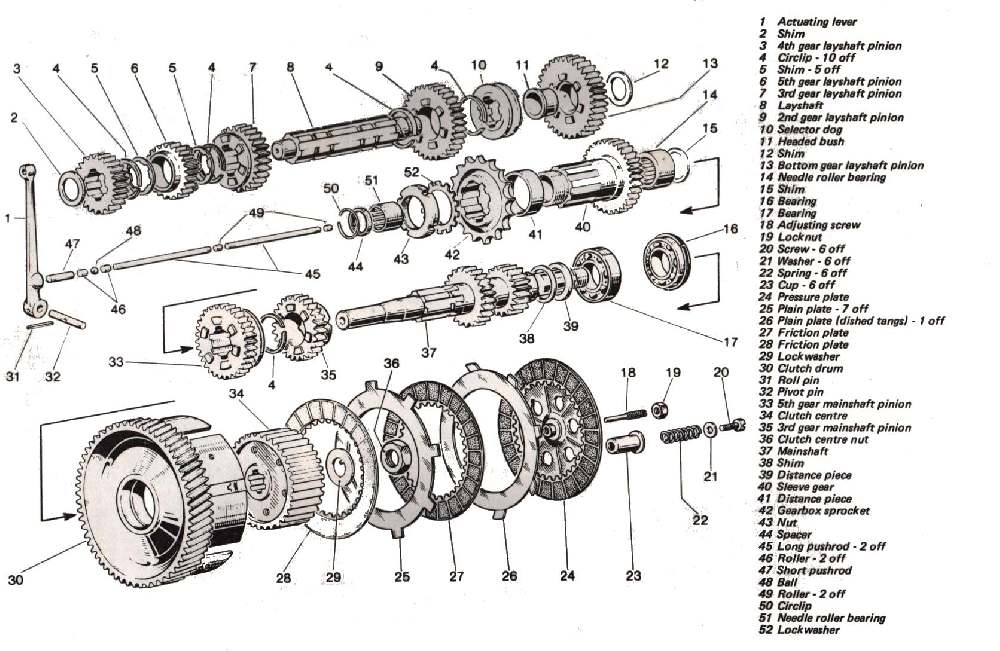 3
4
5
6
5
4
7
8
4
9
4
10
11
12
13
14
15
2
1
50
51
52
49
47
48
46
45
44
43
42
41
40
16
17
39
38
37
36
35
4
33
31
32
34
18
19
20
21
22
23
24
26
27
25
29
28
30
1 Actuating lever
2 Shim
3 4th gear layshaft pinion
4 Circlip - 10 off
5 Shim - 5 off
6 5th gear layshaft pinion
7 3rd gear layshaft pinion
8 Layshaft
9 2nd gear layshaft pinion
10 Selector dog
11 Headed bush
12 Shim
13 Bottom gear layshaft pinion
14 Needle roller bearing
15 Shim
16 Bearing
17 Bearing
18 Adjusting screw
19 Locknut
20 Screw - 6 off
21 Washer - 6 off
22 Spring - 6 off
23 Cup - 6 off
24 Pressure plate
25 Plain plate - 7 off
26 Plain plate (dished tangs) - 1 off
27 Friction plate
28 Friction plate
29 Lockwasher
30 Clutch drum
31 Roll pin
32 Pivot pin
33 5th gear mainshaft pinion
34 Clutch centre
35 3rd gear mainshaft pinion
36 Clutch centre nut
37 Mainshaft
38 Shim
39 Distance piece
40 Sleeve gear
41 Distance piece
42 Gearbox sprocket
43 Nut
44 Spacer
45 Long pushrod - 2 off
46 Roller - 2 off
47 Short pushrod
48 Ball
49 Roller - 2 off
50 Circlip
51 Needle roller bearing
52 Lockwasher